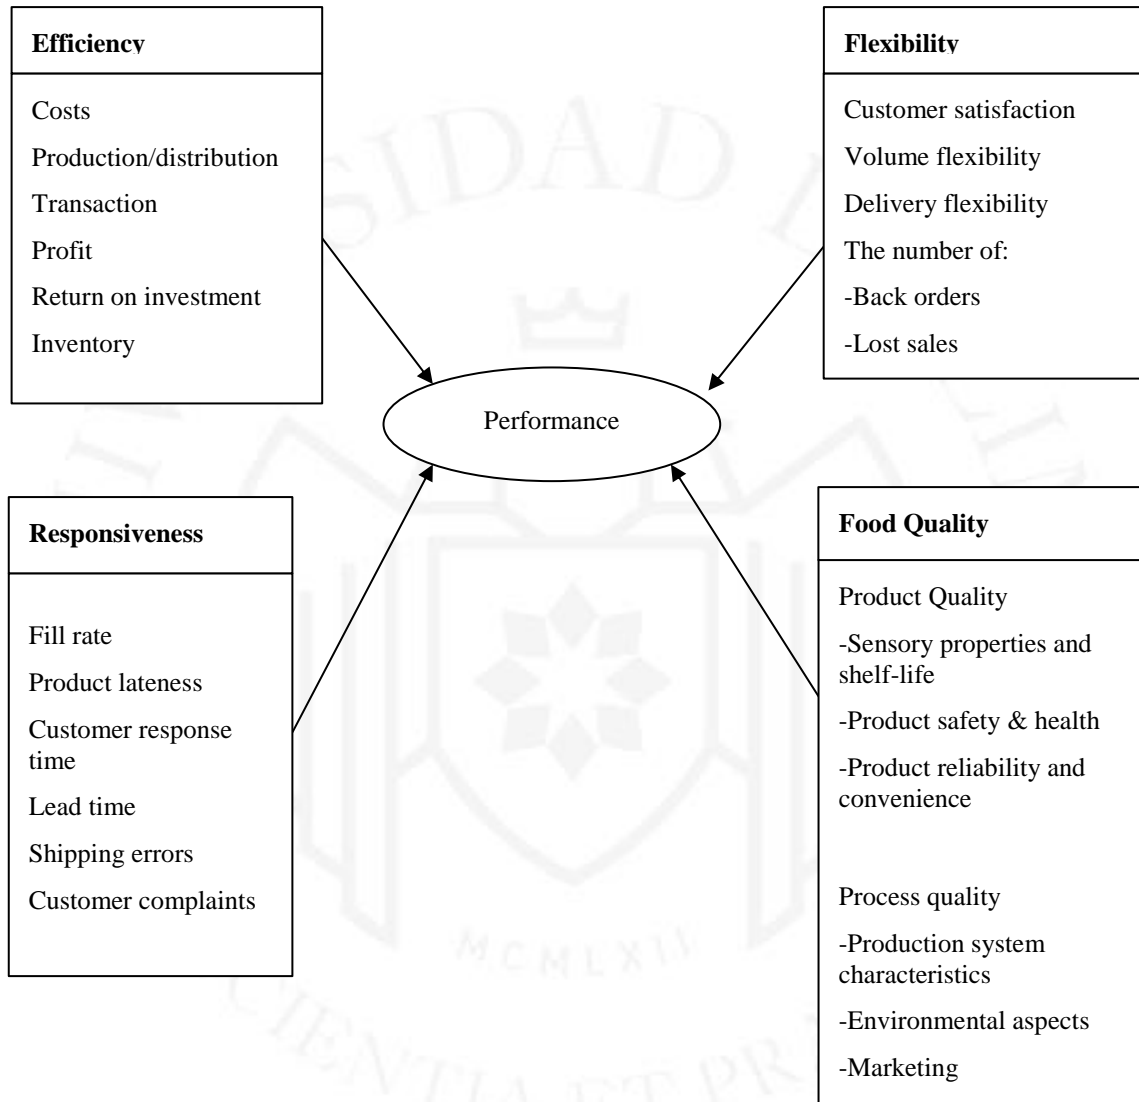 Efficiency
Costs
Production/distribution
Transaction
Profit
Return on investment
Inventory
Flexibility
Customer satisfaction
Volume flexibility
Delivery flexibility
The number of:
-Back orders
-Lost sales
Performance
Responsiveness
Fill rate
Product lateness
Customer response
time
Lead time
Shipping errors
Customer complaints
Food Quality
Product Quality
-Sensory properties and
shelf-life
-Product safety & health
-Product reliability and
convenience
Process quality
-Production system
characteristics
-Environmental aspects
-Marketing
SIDAD
MCMLXII
ET